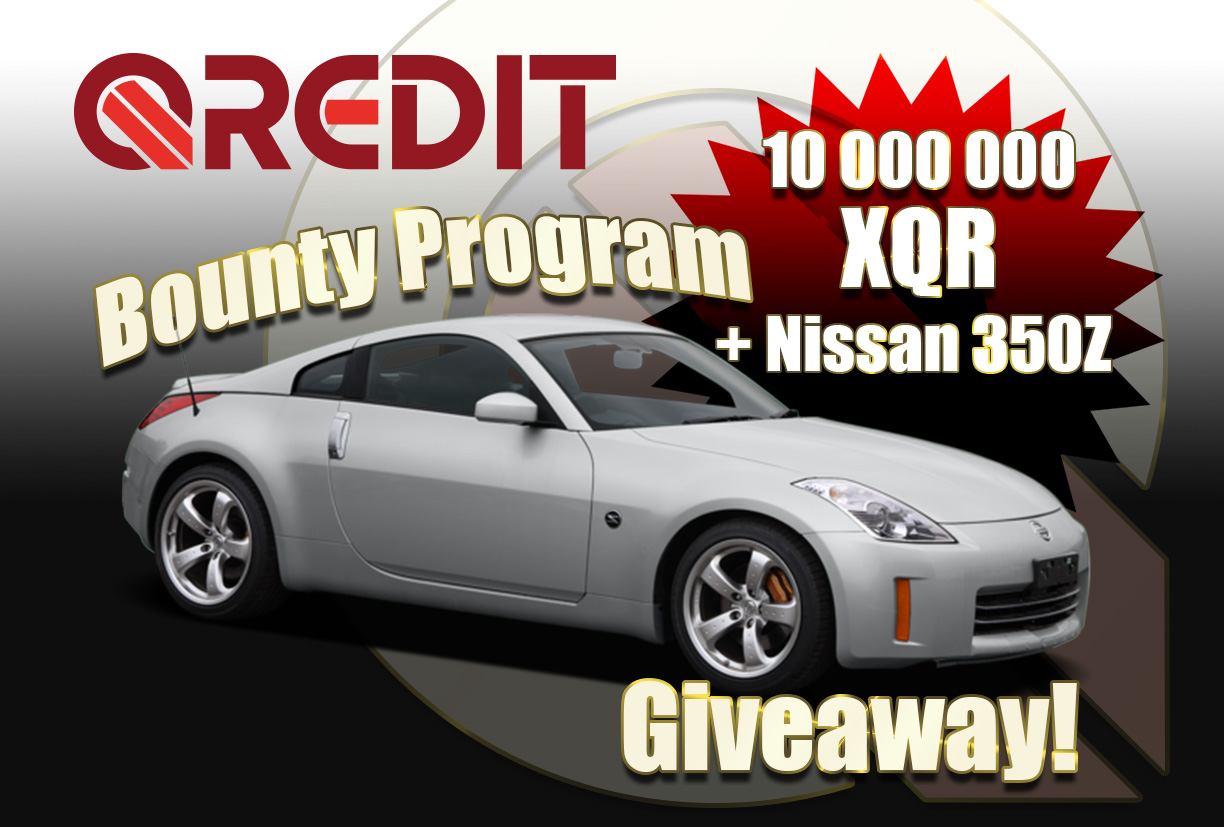 QREDIT
Bounty Program
10 000 000
XQR
+ Nissan 350Z
Giveaway!